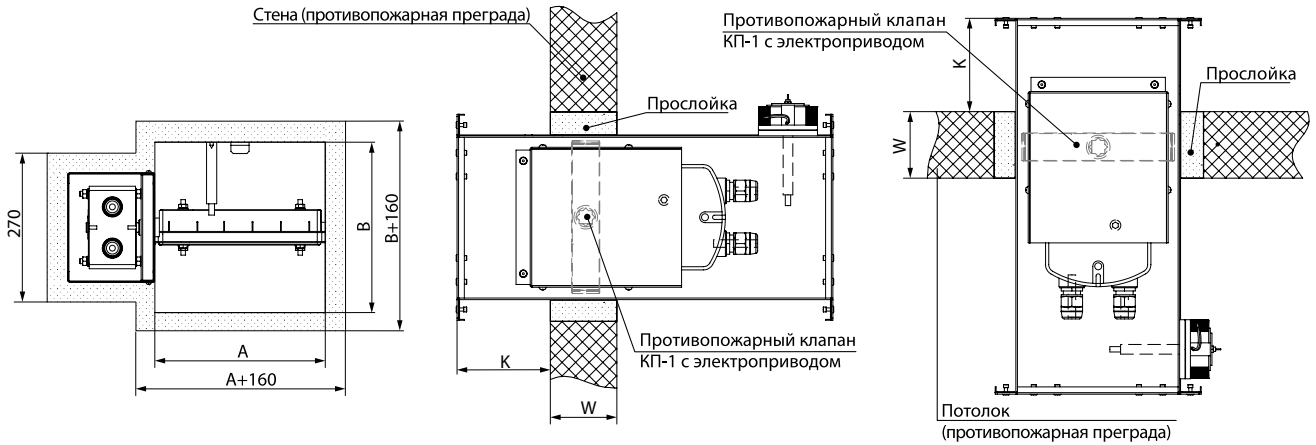 Стена (противопожарная преграда)
Прослойка
Противопожарный клапан
КП-1 с электроприводом
K
W
270
B
B+160
A
A+160
Противопожарный клапан
КП-1 с электроприводом
Прослойка
K
W
Потолок
(противопожарная преграда)